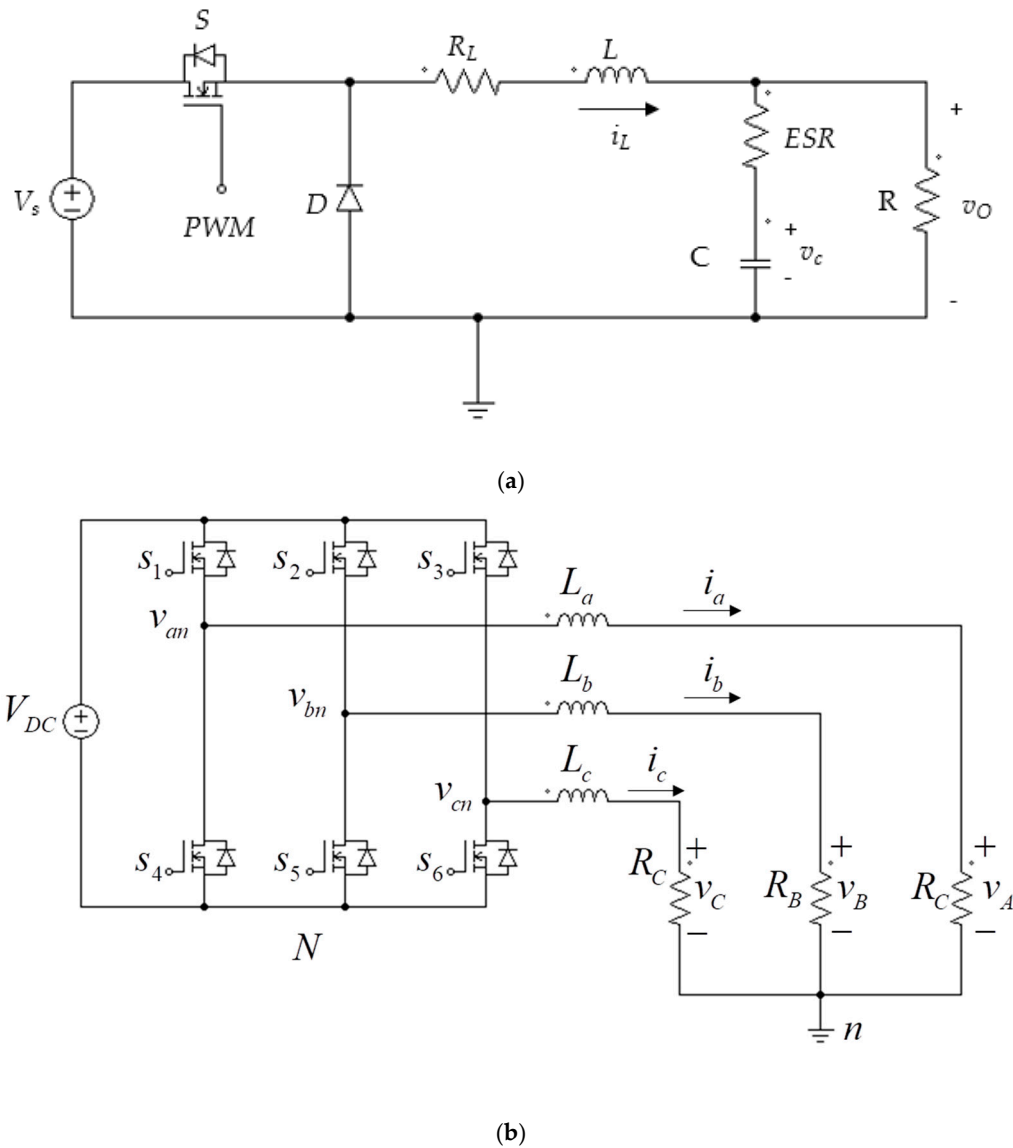 S
R_L
L
i_L
ESR
+
V_s
+
-
PWM
D
C
+
v_c
-
R
v_O
-
(a)
s_1
s_2
s_3
L_a
i_a
v_an
L_b
i_b
v_bn
V_DC
+
-
L_c
i_c
v_cn
s_4
s_5
s_6
R_C
+
v_C
−
R_B
+
v_B
−
R_C
+
v_A
−
N
n
(b)